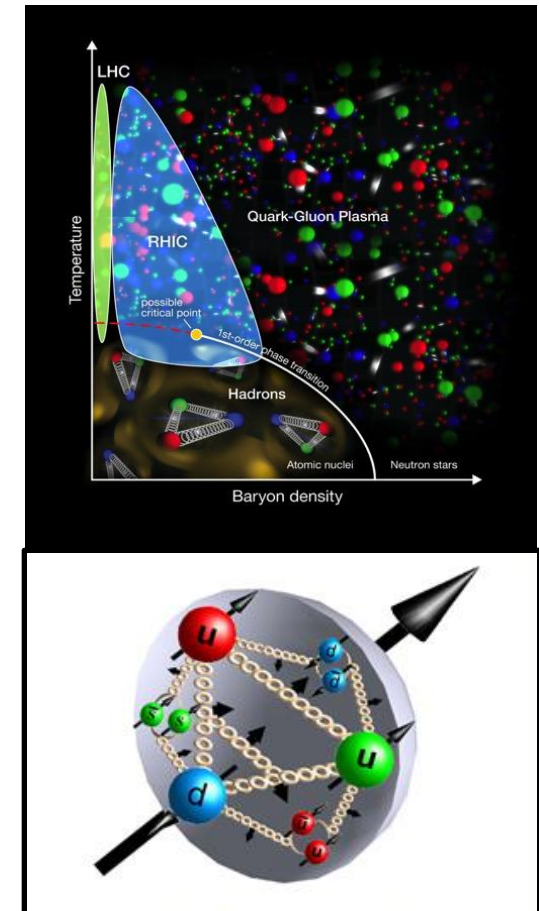 LHC
Quark-Gluon Plasma
RHIC
Temperature
possible
critical point
1st-order phase transition
Hadrons
Atomic nuclei
Neutron stars
Baryon density
u
d
d̄
s̄
s
u
d
ū
u